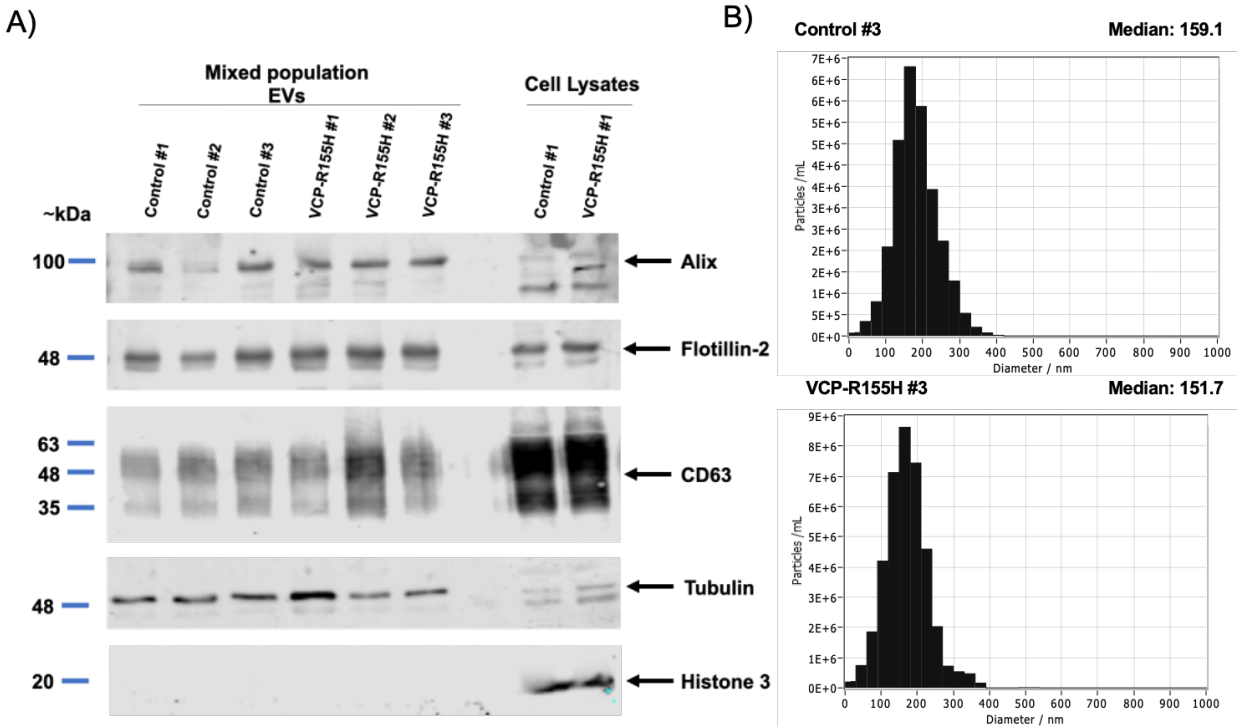 A)
Mixed population
EVs
Cell Lysates
Control #1
Control #2
Control #3
VCP-R155H #1
VCP-R155H #2
VCP-R155H #3
Control #1
VCP-R155H #1
~kDa
100
Alix
48
Flotillin-2
63
48
35
CD63
48
Tubulin
20
Histone 3
B)
Control #3 Median: 159.1
7E+6
6E+6
6E+6
5E+6
5E+6
4E+6
4E+6
3E+6
3E+6
2E+6
2E+6
1E+6
5E+5
0E+0
Particles /mL
0 100 200 300 400 500 600 700 800 900 1000
Diameter / nm
VCP-R155H #3 Median: 151.7
9E+6
8E+6
7E+6
6E+6
5E+6
4E+6
3E+6
2E+6
1E+6
0E+0
Particles /mL
0 100 200 300 400 500 600 700 800 900 1000
Diameter / nm